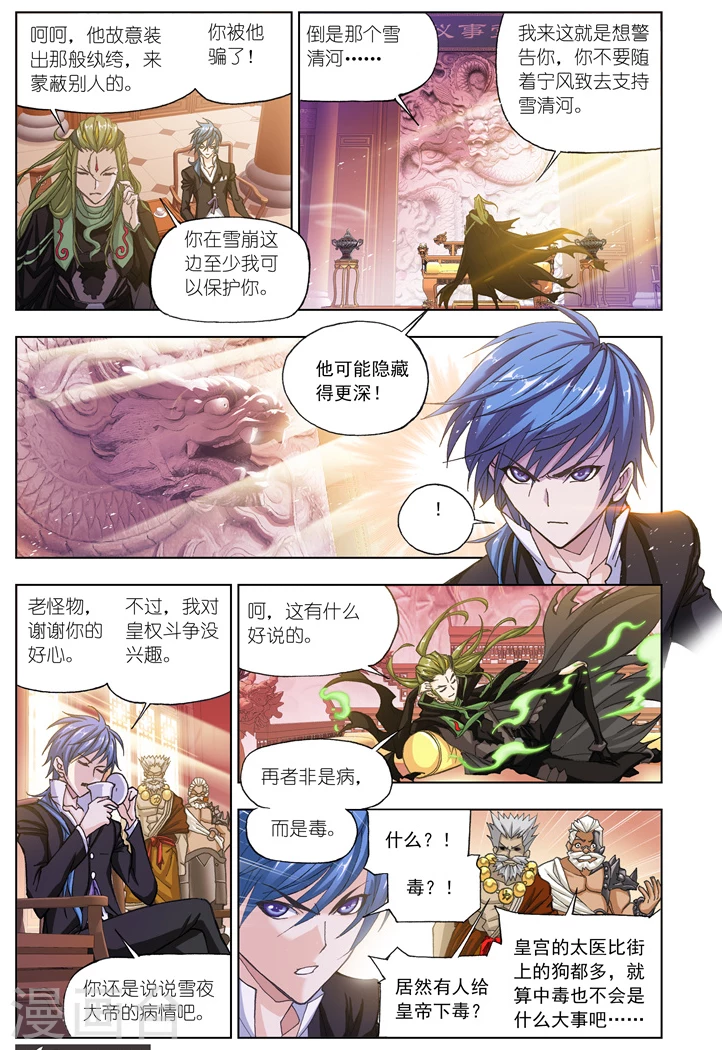 呵呵，他故意装
出那般纨绔，来
蒙蔽别人的。
你被他
骗了！
你在雪崩这
边至少我可
以保护你。
倒是那个雪
清河……
议事
我来这就是想警
告你，你不要随
着宁风致去支持
雪清河。
他可能隐藏
得更深！
！
老怪物，
谢谢你的
好心。
不过，我对
皇权斗争没
兴趣。
你还是说说雪夜
大帝的病情吧。
呵，这有什么
好说的。
再者非是病，
而是毒。
什么？！
毒？！
居然有人给
皇帝下毒？
皇宫的太医比街
上的狗都多，就
算中毒也不会是
什么大事吧……
漫画台